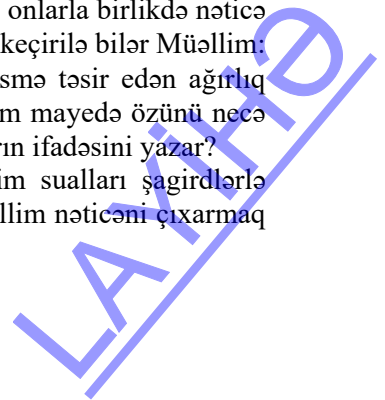 onlarla birlikdə nəticə
keçirilə bilər Müəllim:
smə təsir edən ağırlıq
m mayedə özünü necə
rın ifadəsini yazar?
im sualları şagirdlərlə
llim nəticəni çıxarmaq
LAYİHƏ